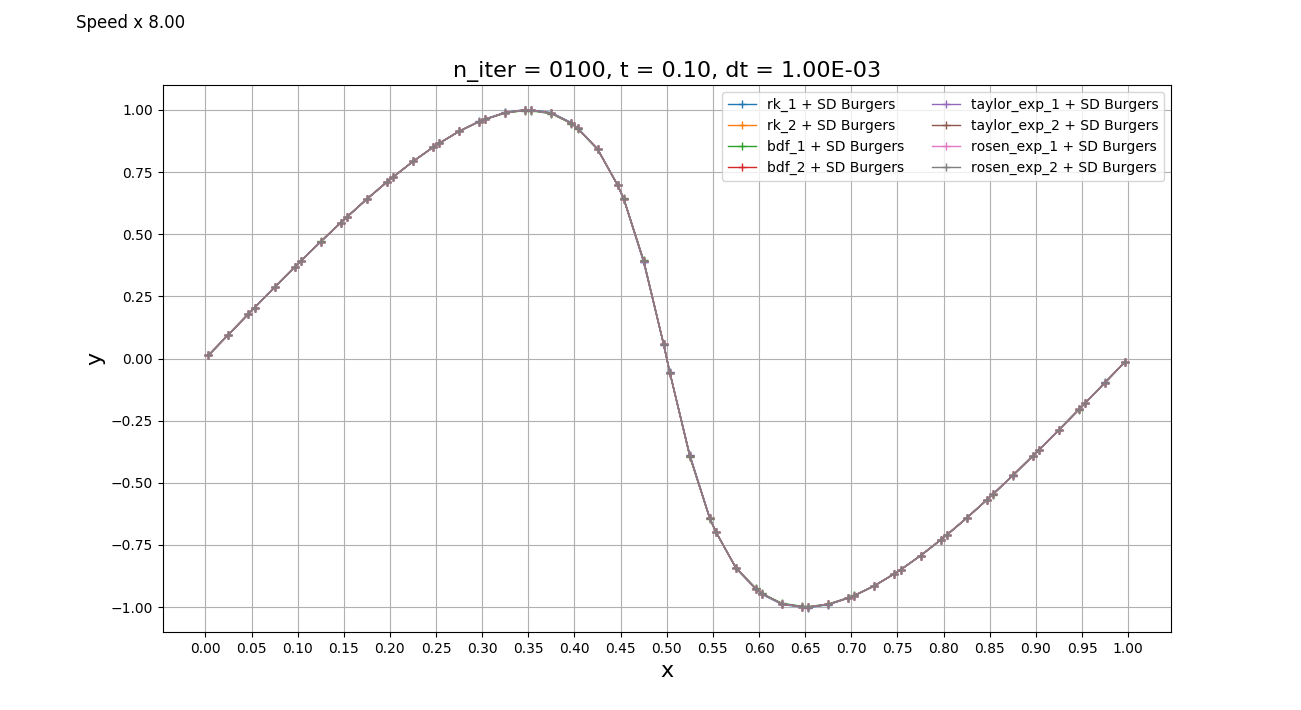 Speed x 8.00
n_iter = 0100, t = 0.10, dt = 1.00E-03
rk_1 + SD Burgers
rk_2 + SD Burgers
bdf_1 + SD Burgers
bdf_2 + SD Burgers
taylor_exp_1 + SD Burgers
taylor_exp_2 + SD Burgers
rosen_exp_1 + SD Burgers
rosen_exp_2 + SD Burgers
y
1.00
0.75
0.50
0.25
0.00
−0.25
−0.50
−0.75
−1.00
0.00 0.05 0.10 0.15 0.20 0.25 0.30 0.35 0.40 0.45 0.50 0.55 0.60 0.65 0.70 0.75 0.80 0.85 0.90 0.95 1.00
x